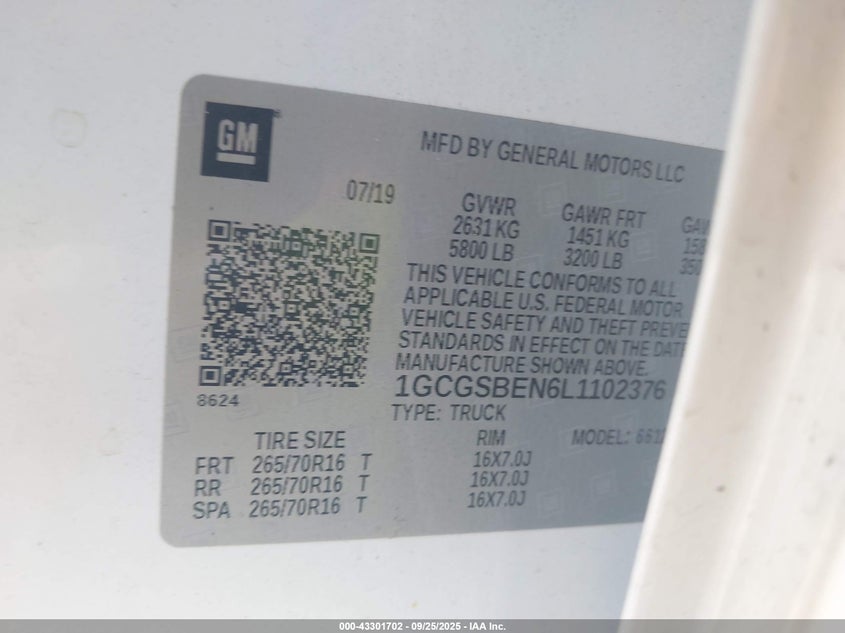 GM
MFD BY GENERAL MOTORS LLC
07/19
GVWR GAWR FRT
2631 KG 1451 KG
5800 LB 3200 LB
THIS VEHICLE CONFORMS TO ALL
APPLICABLE U.S. FEDERAL MOTOR
VEHICLE SAFETY AND THEFT PREVE
STANDARDS IN EFFECT ON THE DATE
MANUFACTURE SHOWN ABOVE.
1GCGSBEN6L1102376
8624
TYPE: TRUCK
TIRE SIZE RIM MODEL:
FRT 265/70R16 T 16X7.0J
RR 265/70R16 T 16X7.0J
SPA 265/70R16 T 16X7.0J
000-43301702 - 09/25/2025 - IAA Inc.